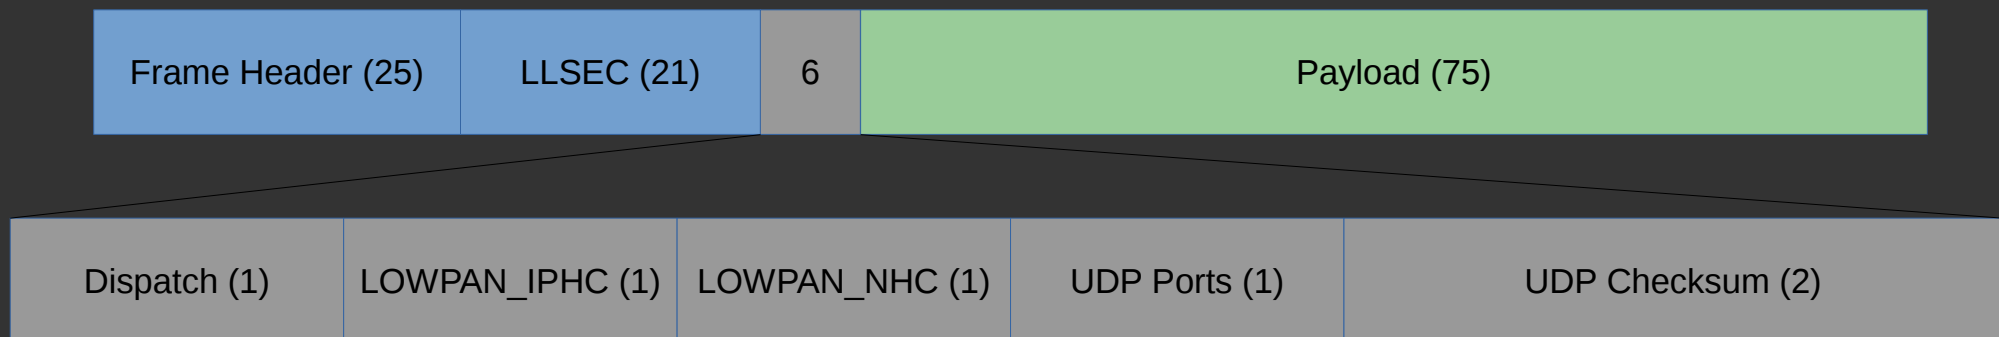 Frame Header (25) LLSEC (21) 6 Payload (75)
Dispatch (1) LOWPAN_IPHC (1) LOWPAN_NHC (1) UDP Ports (1) UDP Checksum (2)